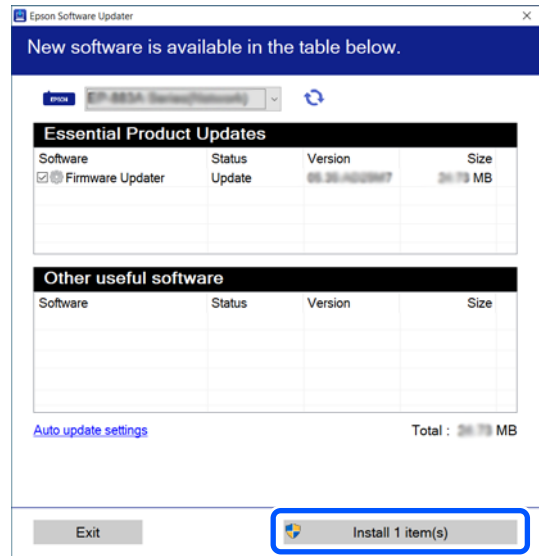 Epson Software Updater
New software is available in the table below.
EPSON
Essential Product Updates
Software Status Version Size
Firmware Updater Update MB
Other useful software
Software Status Version Size
Auto update settings Total : MB
Exit Install 1 item(s)